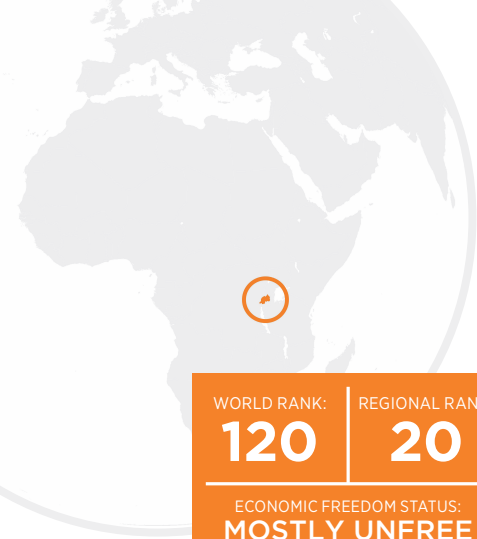 WORLD RANK:
120
REGIONAL RAN
20
ECONOMIC FREEDOM STATUS:
MOSTLY UNFREE